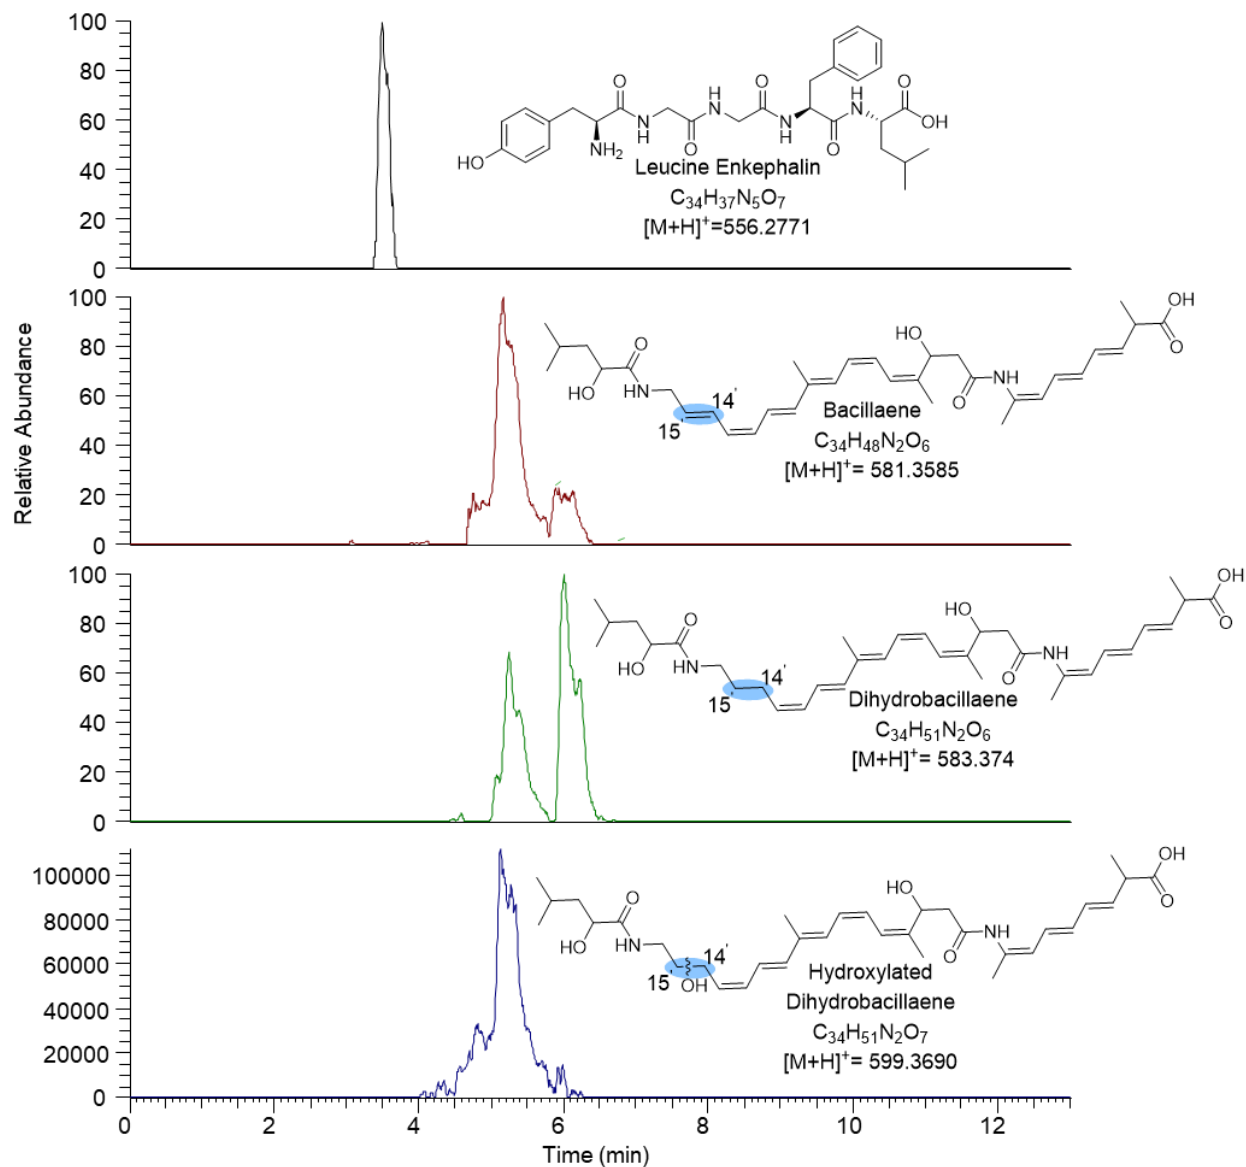 100
80
60
40
20
0
HO
O
NH₂
N
H
O
H
N
O
N
H
O
H
N
O
OH
Leucine Enkephalin
C₃₄H₃₇N₅O₇
[M+H]⁺=556.2771
Relative Abundance
100
80
60
40
20
0
O
HO
NH
15'
14'
HO
O
NH
OH
O
Bacillaene
C₃₄H₄₈N₂O₆
[M+H]⁺= 581.3585
100
80
60
40
20
0
O
HO
NH
15'
14'
HO
O
NH
OH
O
Dihydrobacillaene
C₃₄H₅₁N₂O₆
[M+H]⁺= 583.374
100000
80000
60000
40000
20000
0
O
HO
NH
15'
14'
OH
HO
O
NH
OH
O
Hydroxylated
Dihydrobacillaene
C₃₄H₅₁N₂O₇
[M+H]⁺= 599.3690
0 2 4 6 8 10 12
Time (min)